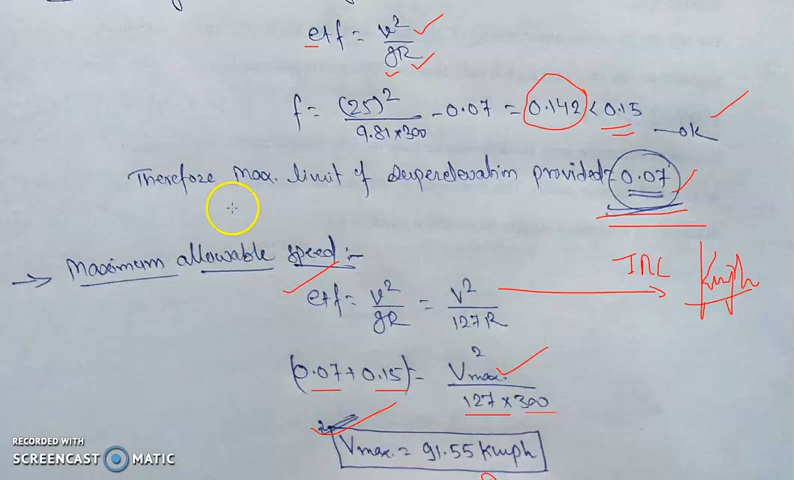 e+f = v²/gR
f = (25)²/9.81×300 - 0.07 = 0.142 < 0.15 —ok
Therefore Max. limit of Superelevation provided = 0.07
→ Maximum allowable speed :-
IRC Kmph
e+f = v²/gR = V²/127R
(0.07+0.15) = V²max./127×300
Vmax. = 91.55 Kmph
RECORDED WITH
SCREENCAST MATIC